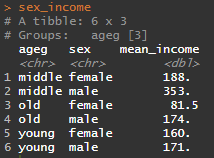 > sex_income
# A tibble: 6 x 3
# Groups:   ageg [3]
  ageg   sex    mean_income
  <chr>  <chr>        <dbl>
1 middle female       188.
2 middle male         353.
3 old    female        81.5
4 old    male         174.
5 young  female       160.
6 young  male         171.